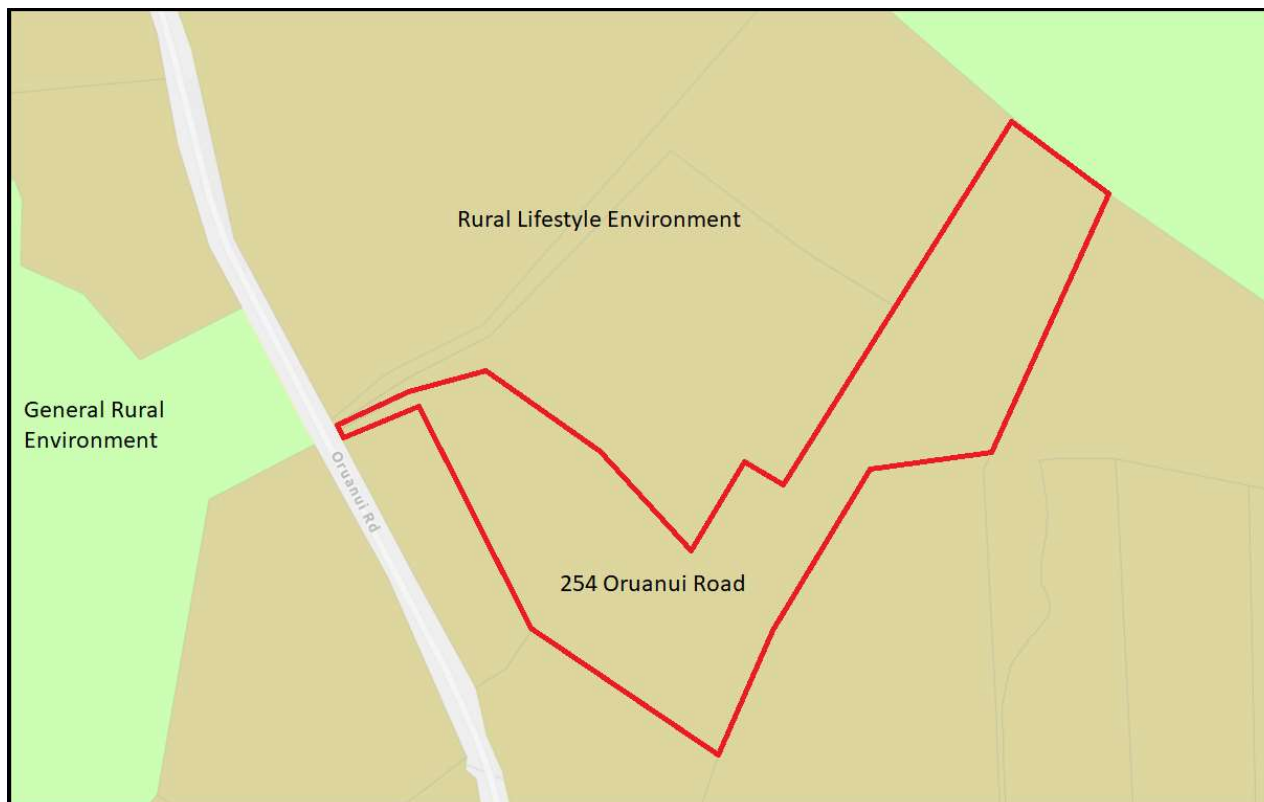 Rural Lifestyle Environment
General Rural
Environment
Oruanui Rd
254 Oruanui Road